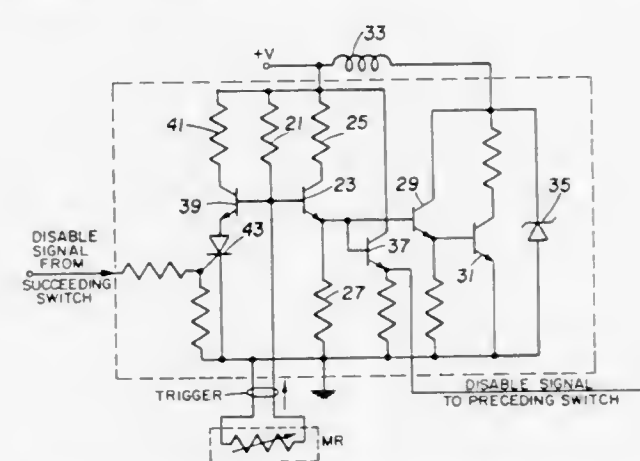 33
+V
41
21
25
39
23
29
35
43
37
31
27
DISABLE
SIGNAL
FROM
SUCCEEDING
SWITCH
TRIGGER
MR
DISABLE SIGNAL
TO PRECEDING SWITCH